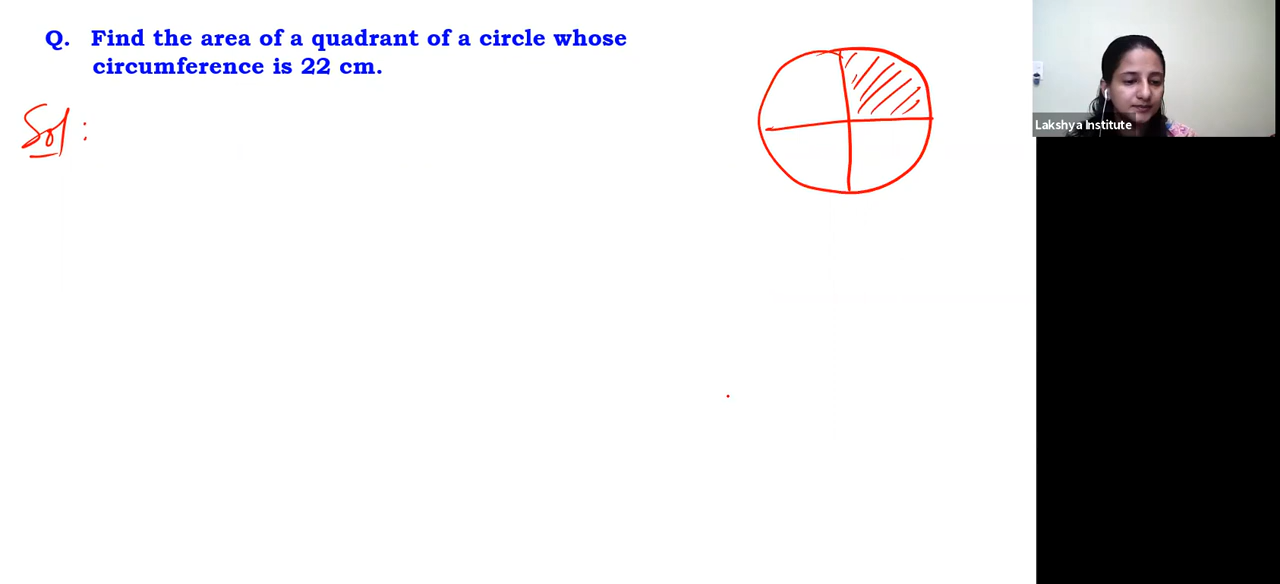 Q. Find the area of a quadrant of a circle whose
circumference is 22 cm.
Sol :
Lakshya Institute